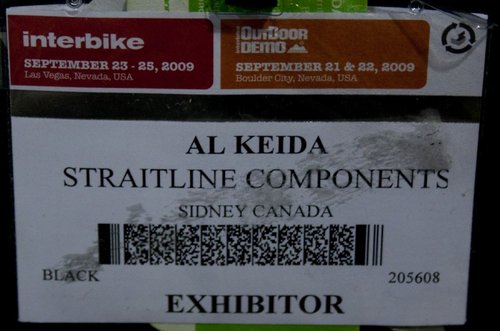 interbike
SEPTEMBER 23 - 25, 2009
Las Vegas, Nevada, USA
OUTDOOR
DEMO
SEPTEMBER 21 & 22, 2009
Boulder City, Nevada, USA
AL KEIDA
STRAITLINE COMPONENTS
SIDNEY CANADA
BLACK
205608
EXHIBITOR